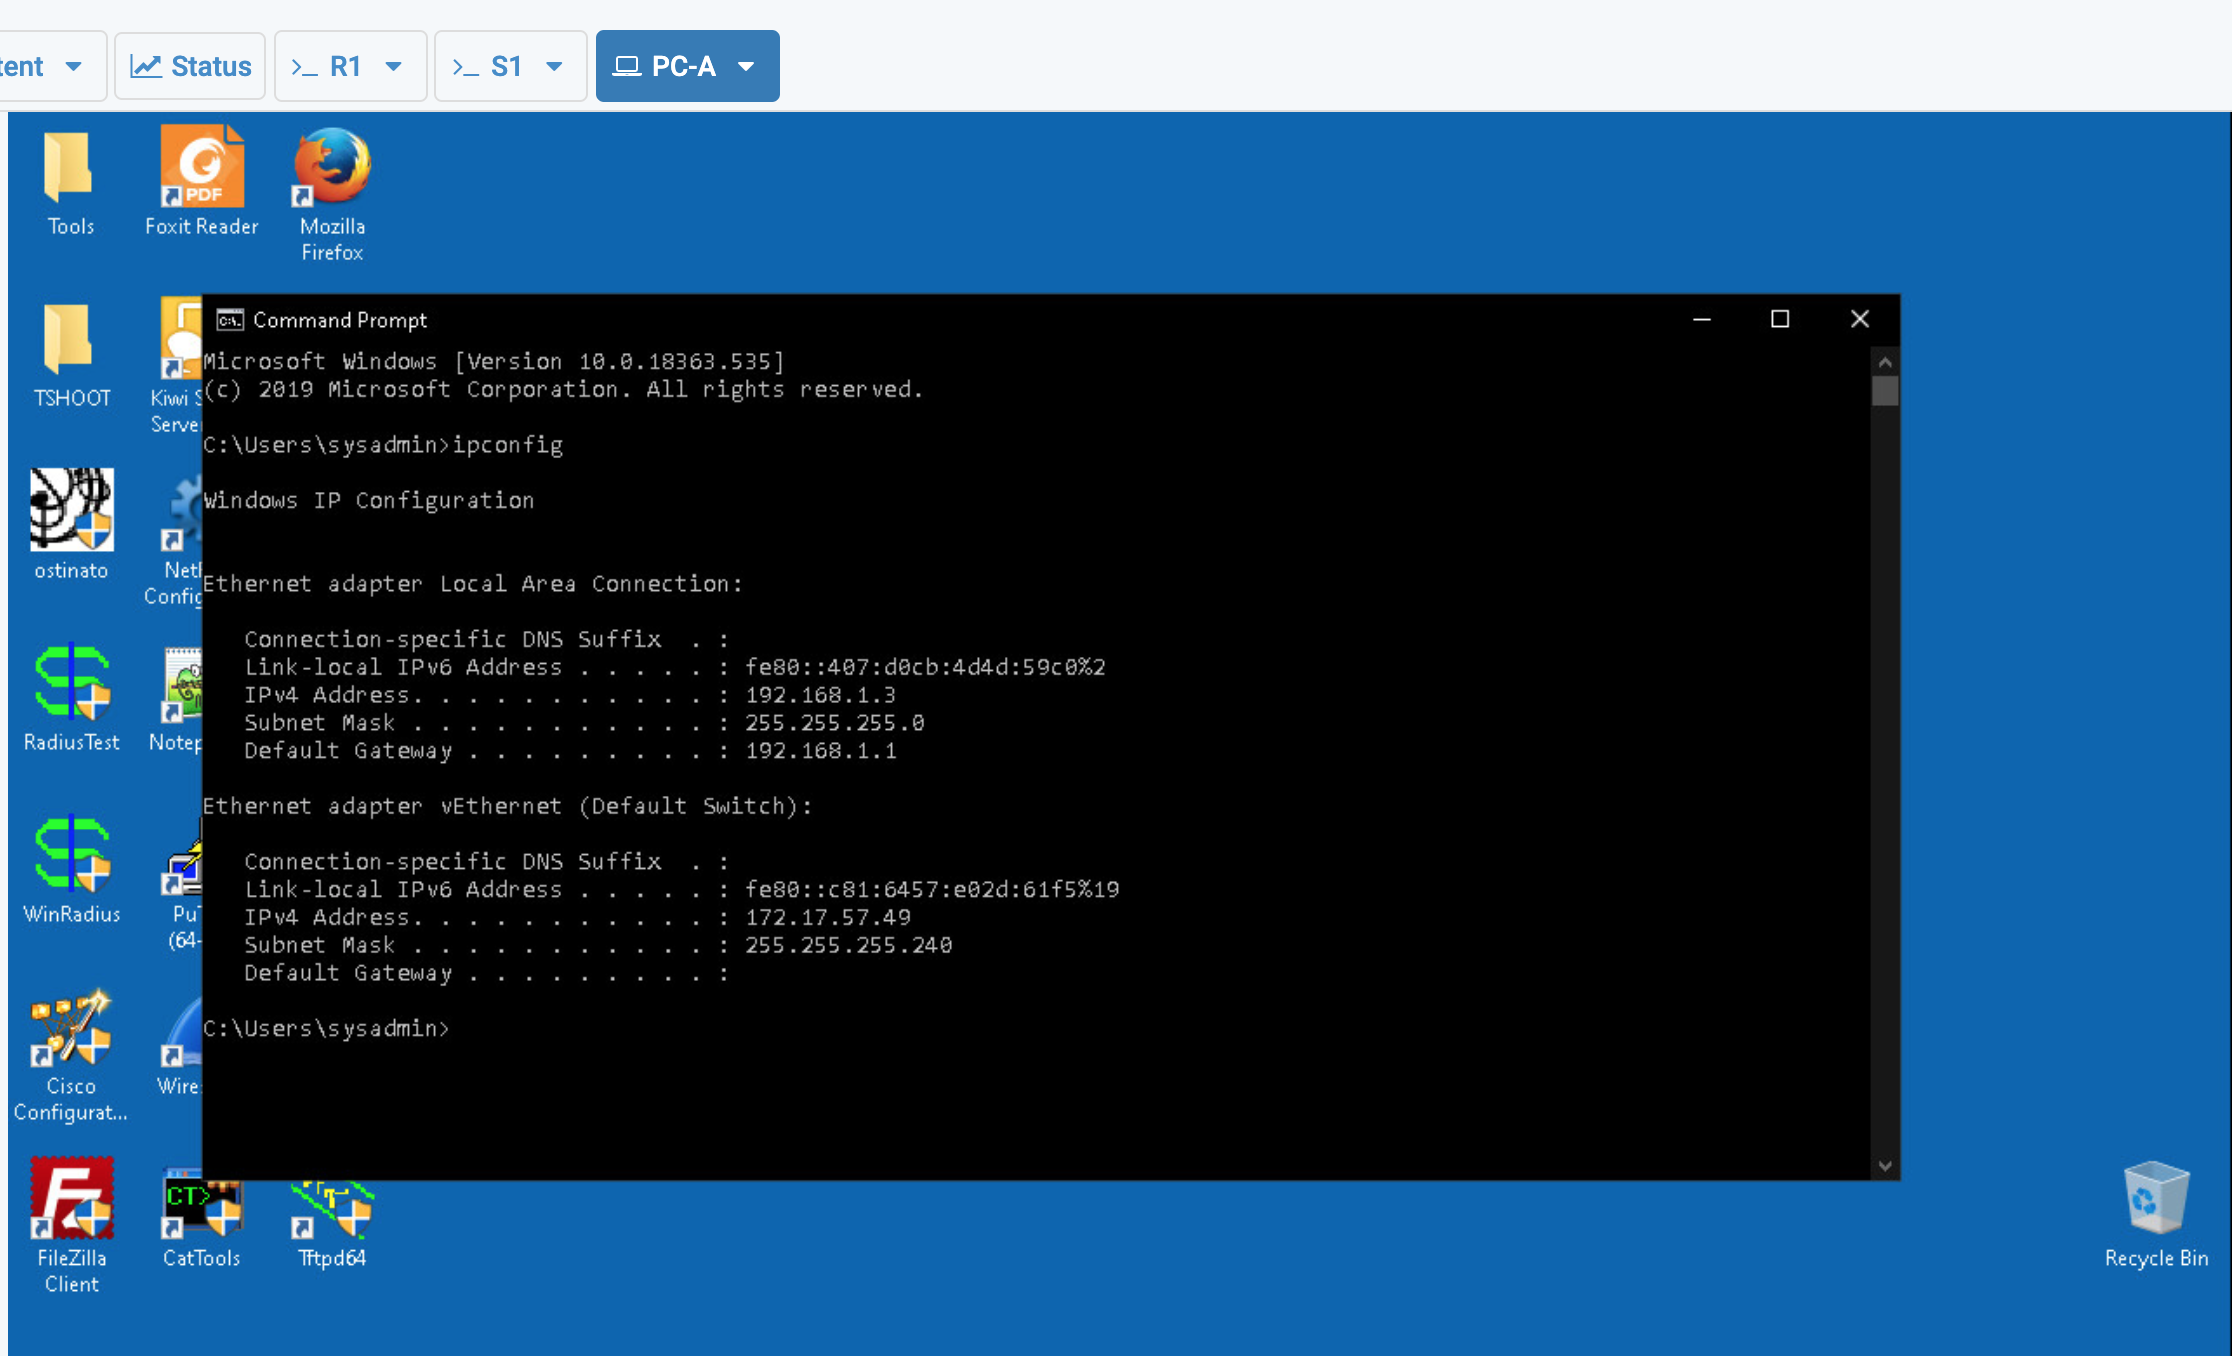 tent
Status
>_ R1
>_ S1
PC-A
Tools
PDF
Foxit Reader
Mozilla
Firefox
TSHOOT
Kiwi S
Serve
ostinato
Net
Config
RadiusTest
Notep
WinRadius
PuT
(64-
Cisco
Configurat...
Wires
FileZilla
Client
CT>
CatTools
Tftpd64
Recycle Bin
C:\. Command Prompt
Microsoft Windows [Version 10.0.18363.535]
(c) 2019 Microsoft Corporation. All rights reserved.
C:\Users\sysadmin>ipconfig
Windows IP Configuration
Ethernet adapter Local Area Connection:
Connection-specific DNS Suffix  . :
Link-local IPv6 Address . . . . . : fe80::407:d0cb:4d4d:59c0%2
IPv4 Address. . . . . . . . . . . : 192.168.1.3
Subnet Mask . . . . . . . . . . . : 255.255.255.0
Default Gateway . . . . . . . . . : 192.168.1.1
Ethernet adapter vEthernet (Default Switch):
Connection-specific DNS Suffix  . :
Link-local IPv6 Address . . . . . : fe80::c81:6457:e02d:61f5%19
IPv4 Address. . . . . . . . . . . : 172.17.57.49
Subnet Mask . . . . . . . . . . . : 255.255.255.240
Default Gateway . . . . . . . . . :
C:\Users\sysadmin>